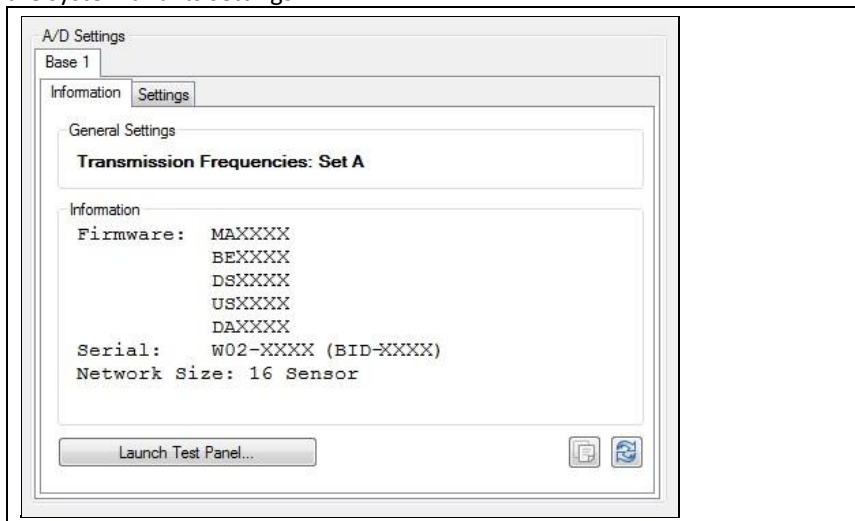 A/D Settings
Base 1
Information Settings
General Settings
Transmission Frequencies: Set A
Information
Firmware: MAXXXX
BEXXXX
DSXXXX
USXXXX
DAXXXX
Serial: W02-XXXX (BID-XXXX)
Network Size: 16 Sensor
Launch Test Panel...